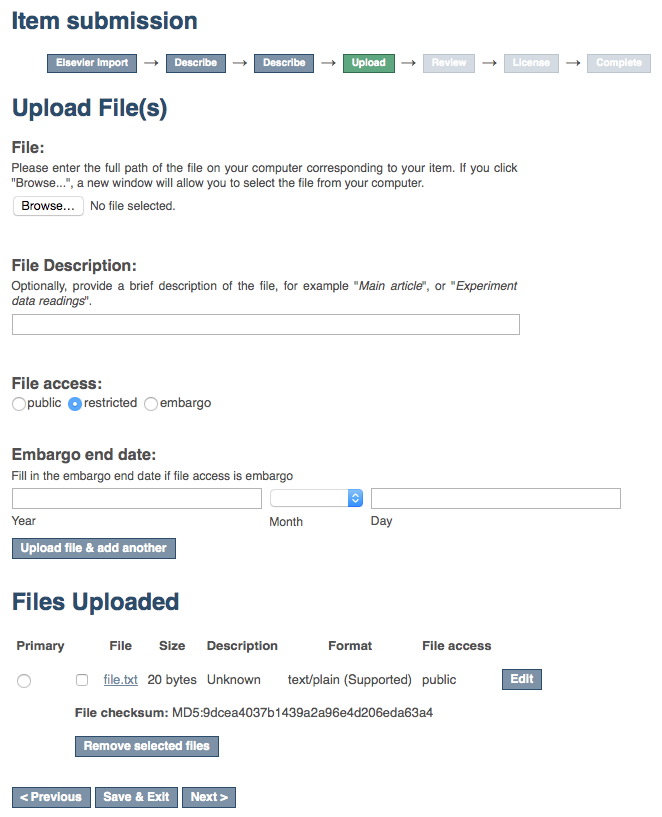 Item submission
Elsevier Import → Describe → Describe → Upload → Review → License → Complete
Upload File(s)
File:
Please enter the full path of the file on your computer corresponding to your item. If you click
"Browse...", a new window will allow you to select the file from your computer.
Browse... No file selected.
File Description:
Optionally, provide a brief description of the file, for example "Main article", or "Experiment
data readings".
File access:
public restricted embargo
Embargo end date:
Fill in the embargo end date if file access is embargo
Year Month Day
Upload file & add another
Files Uploaded
Primary File Size Description Format File access
file.txt 20 bytes Unknown text/plain (Supported) public Edit
File checksum: MD5:9dcea4037b1439a2a96e4d206eda63a4
Remove selected files
< Previous Save & Exit Next >